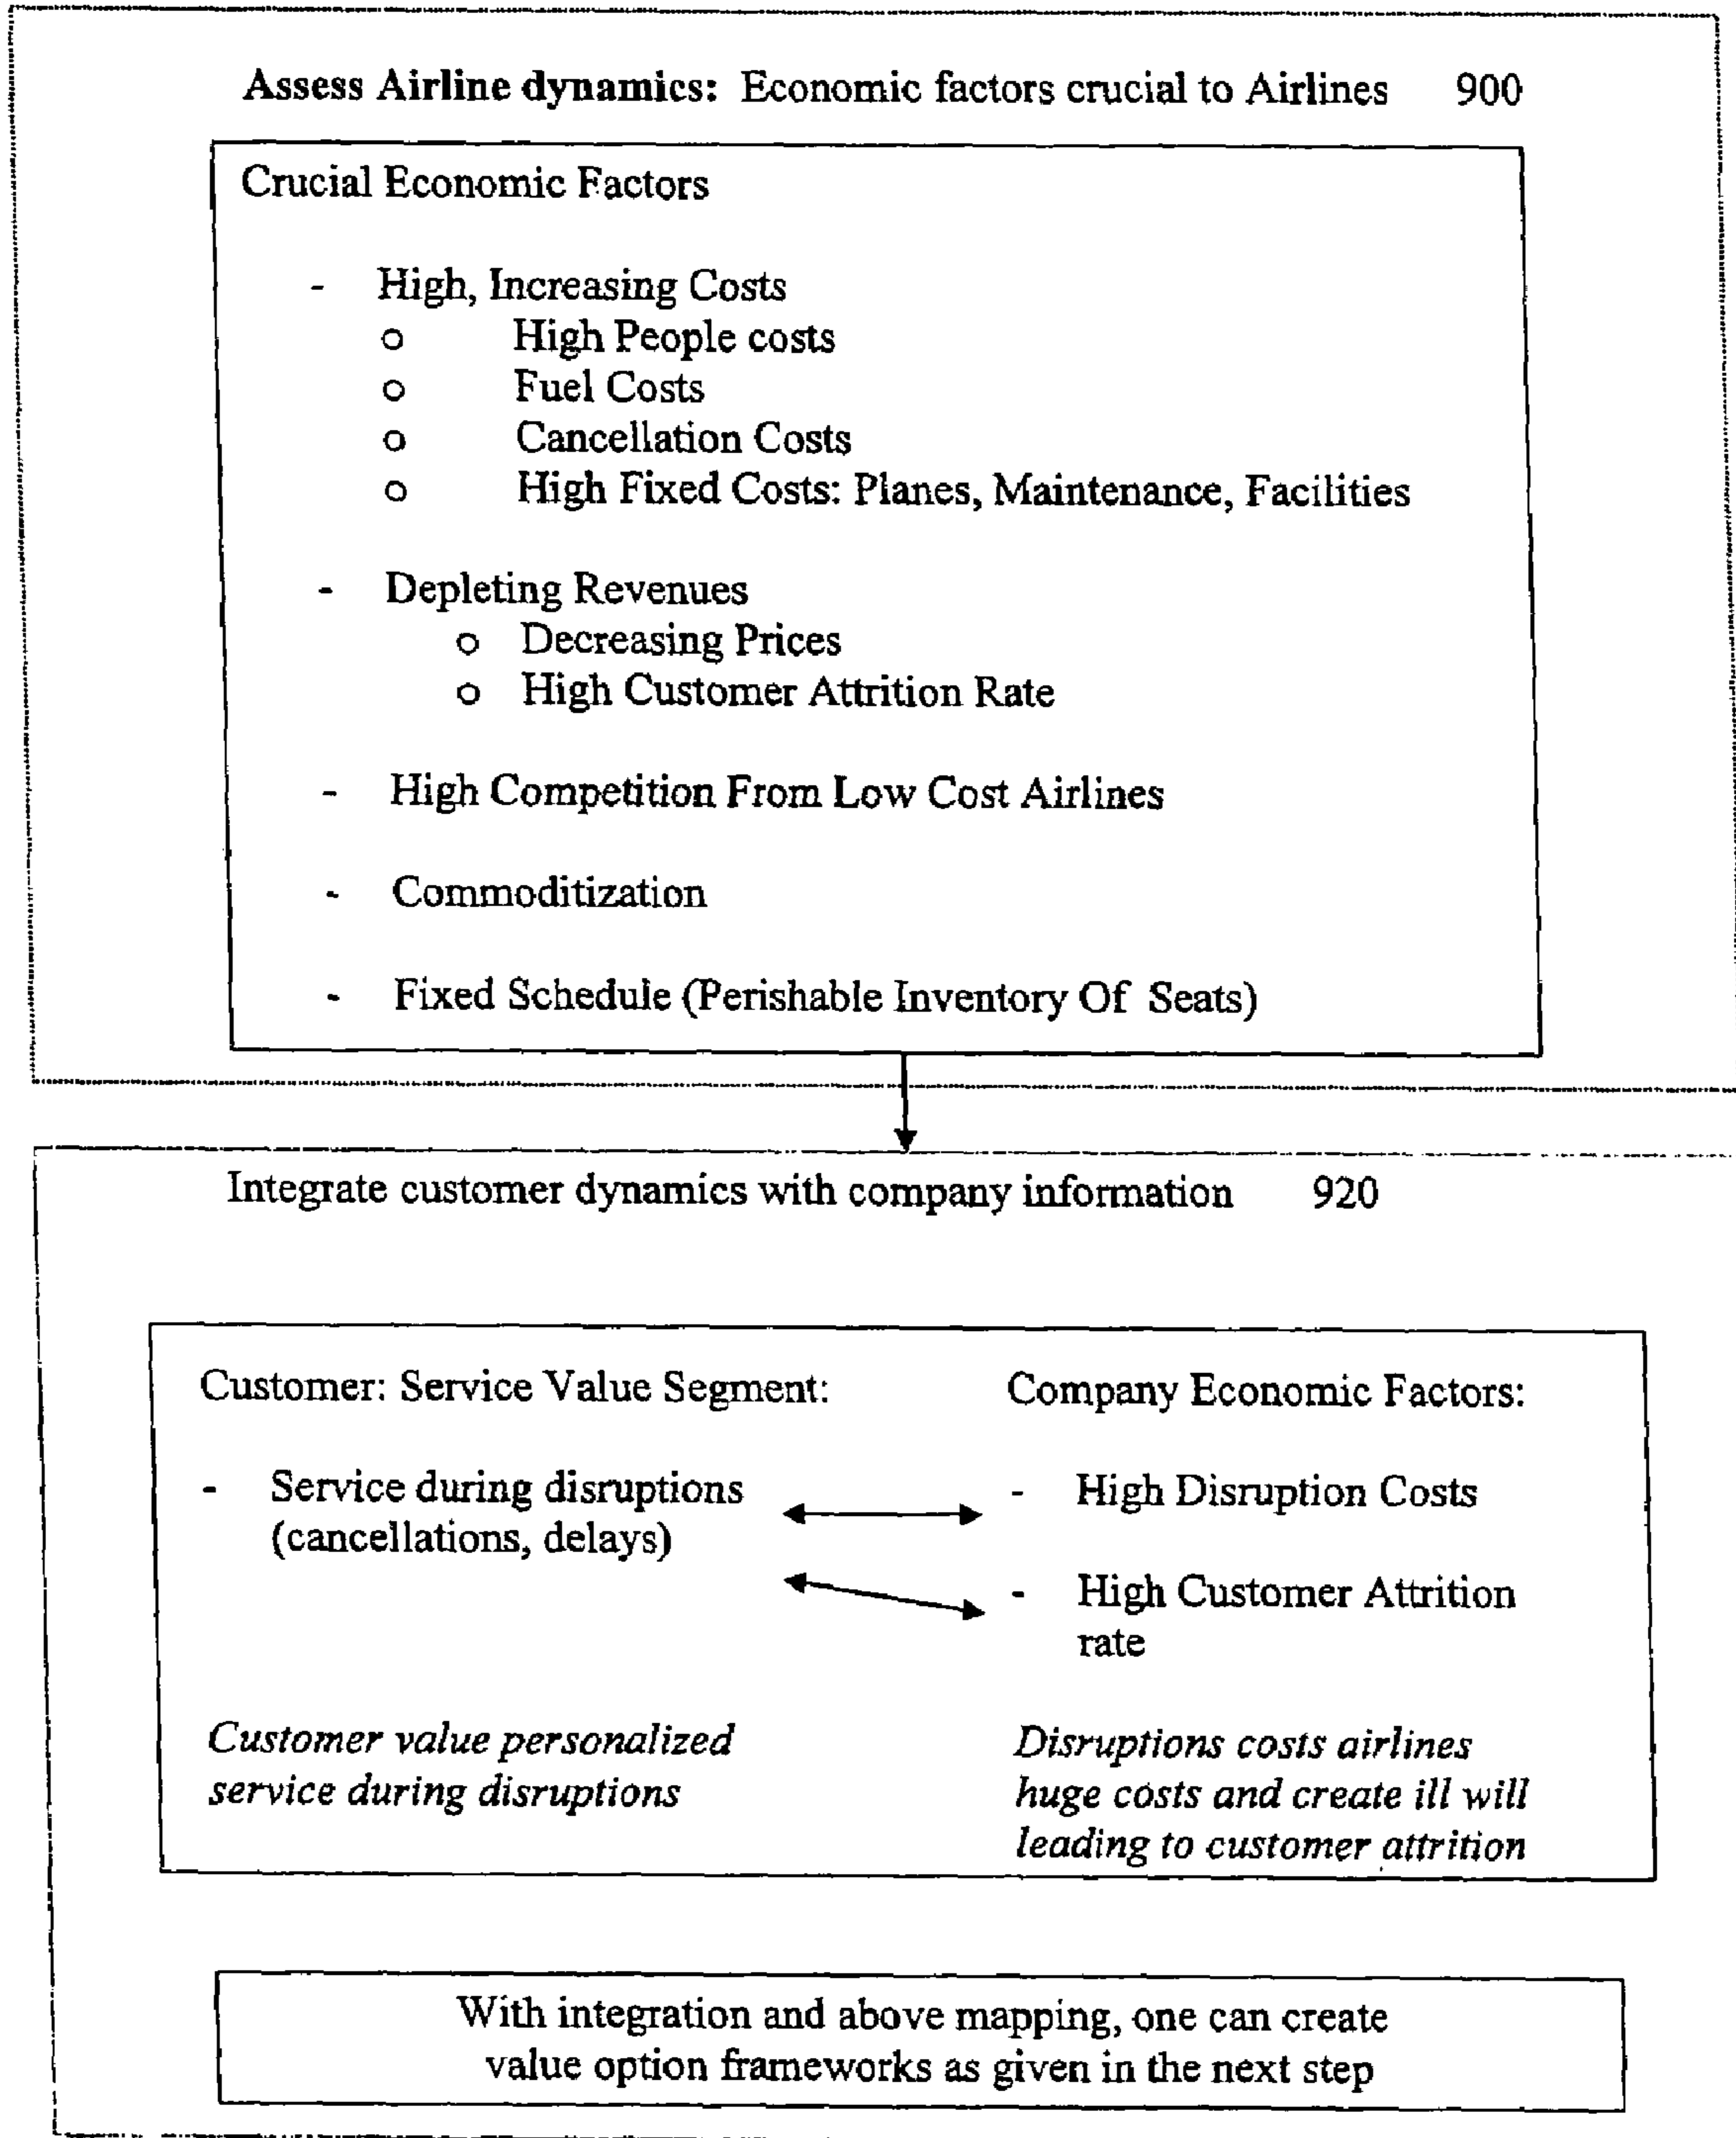 Assess Airline dynamics: Economic factors crucial to Airlines 900
Crucial Economic Factors
- High, Increasing Costs
o High People costs
o Fuel Costs
o Cancellation Costs
o High Fixed Costs: Planes, Maintenance, Facilities
- Depleting Revenues
o Decreasing Prices
o High Customer Attrition Rate
- High Competition From Low Cost Airlines
- Commoditization
- Fixed Schedule (Perishable Inventory Of Seats)
Integrate customer dynamics with company information 920
Customer: Service Value Segment:
- Service during disruptions
(cancellations, delays)
Customer value personalized
service during disruptions
Company Economic Factors:
- High Disruption Costs
- High Customer Attrition
rate
Disruptions costs airlines
huge costs and create ill will
leading to customer attrition
With integration and above mapping, one can create
value option frameworks as given in the next step